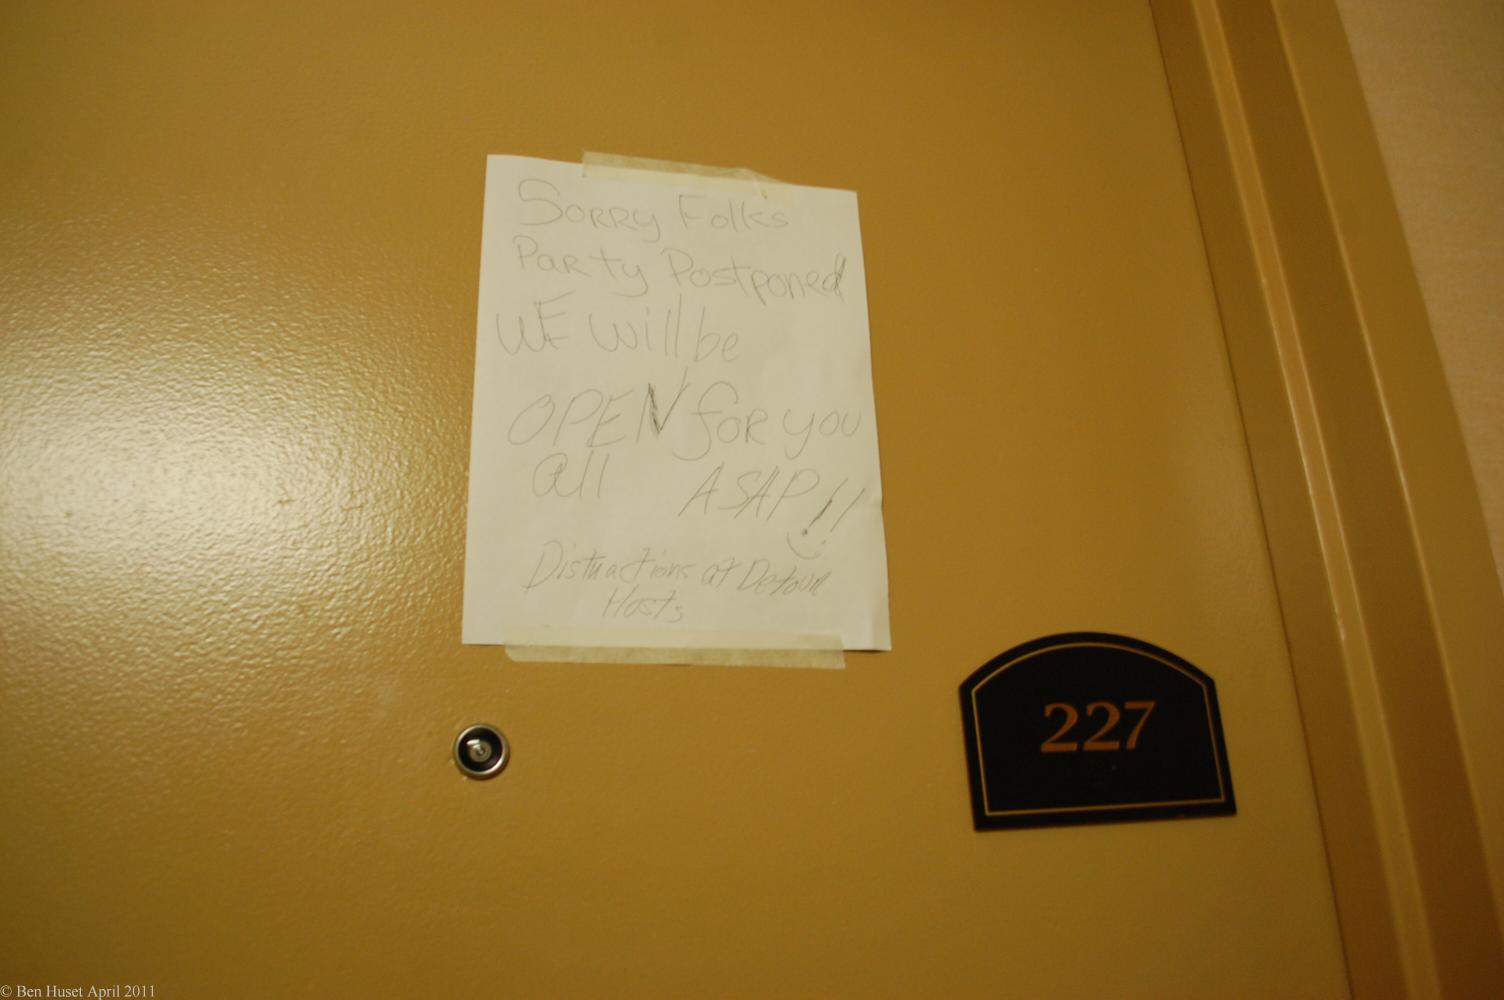 Sorry Folks
Party Postponed
WE will be
OPEN for you
all ASAP!!
Distractions at Detour
Hosts
227
© Ben Huset April 2011